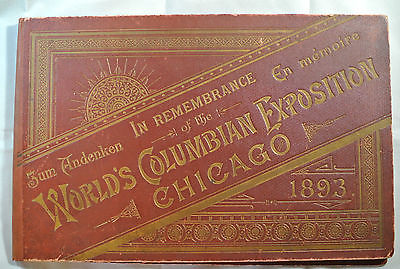 Zum Andenken
IN REMEMBRANCE
En mémoire
of the
WORLD'S COLUMBIAN EXPOSITION
CHICAGO
1893.